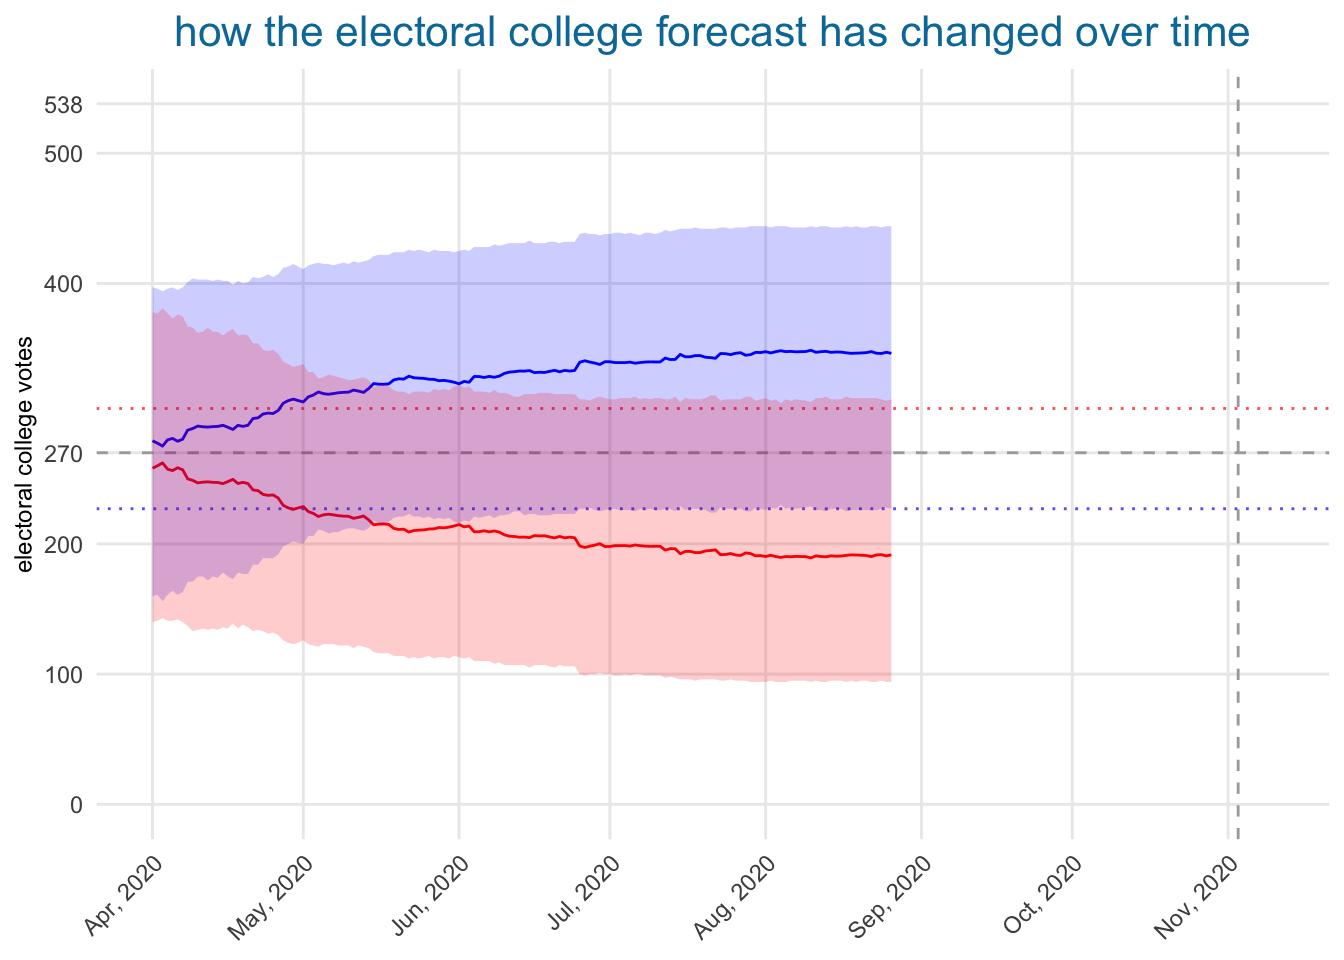 how the electoral college forecast has changed over time
electoral college votes
538
500
400
270
200
100
0
Apr, 2020
May, 2020
Jun, 2020
Jul, 2020
Aug, 2020
Sep, 2020
Oct, 2020
Nov, 2020